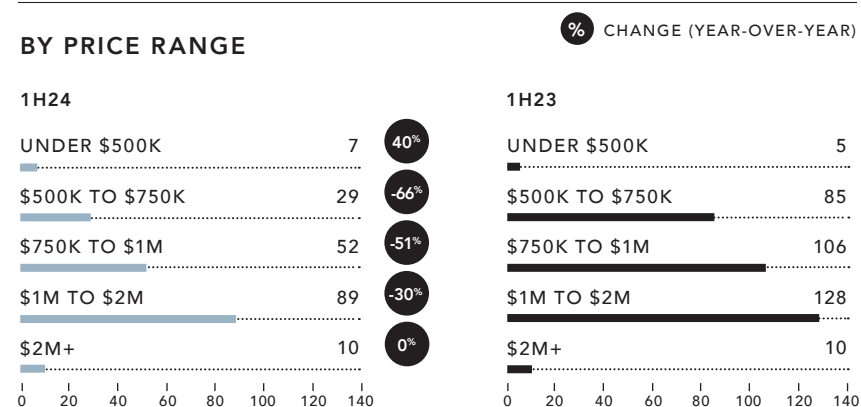 % CHANGE (YEAR-OVER-YEAR)
BY PRICE RANGE
1H24
UNDER $500K 7 40%
$500K TO $750K 29 -66%
$750K TO $1M 52 -51%
$1M TO $2M 89 -30%
$2M+ 10 0%
0 20 40 60 80 100 120 140
1H23
UNDER $500K 5
$500K TO $750K 85
$750K TO $1M 106
$1M TO $2M 128
$2M+ 10
0 20 40 60 80 100 120 140